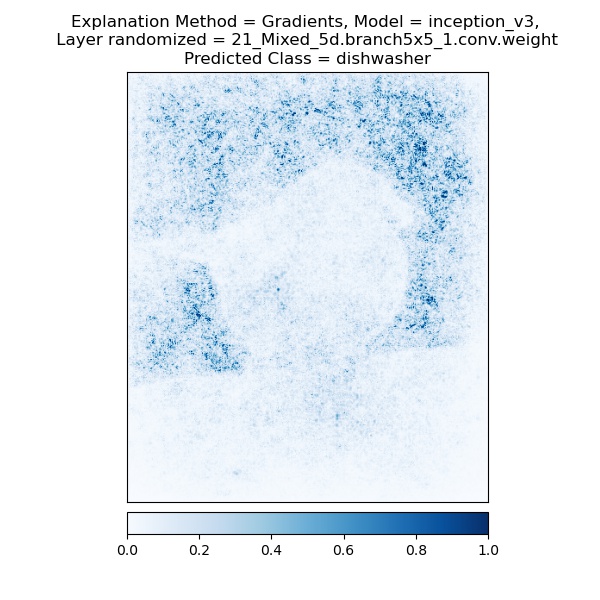 Explanation Method = Gradients, Model = inception_v3,
Layer randomized = 21_Mixed_5d.branch5x5_1.conv.weight
Predicted Class = dishwasher
0.0 0.2 0.4 0.6 0.8 1.0